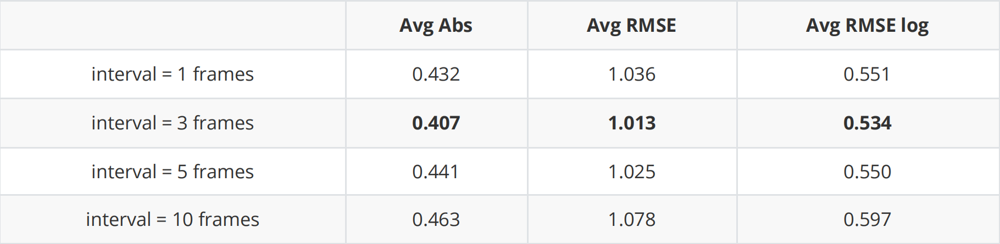 Avg Abs Avg RMSE Avg RMSE log
interval = 1 frames 0.432 1.036 0.551
interval = 3 frames 0.407 1.013 0.534
interval = 5 frames 0.441 1.025 0.550
interval = 10 frames 0.463 1.078 0.597